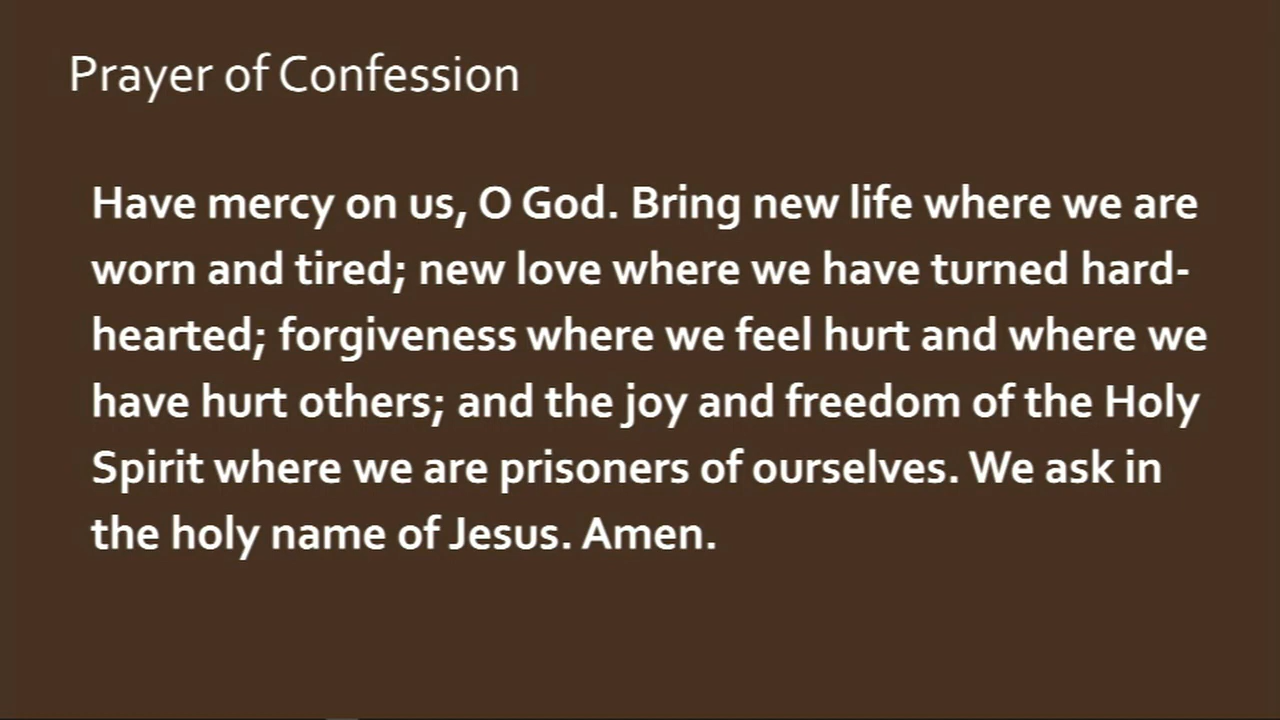 Prayer of Confession
Have mercy on us, O God. Bring new life where we are
worn and tired; new love where we have turned hard-
hearted; forgiveness where we feel hurt and where we
have hurt others; and the joy and freedom of the Holy
Spirit where we are prisoners of ourselves. We ask in
the holy name of Jesus. Amen.